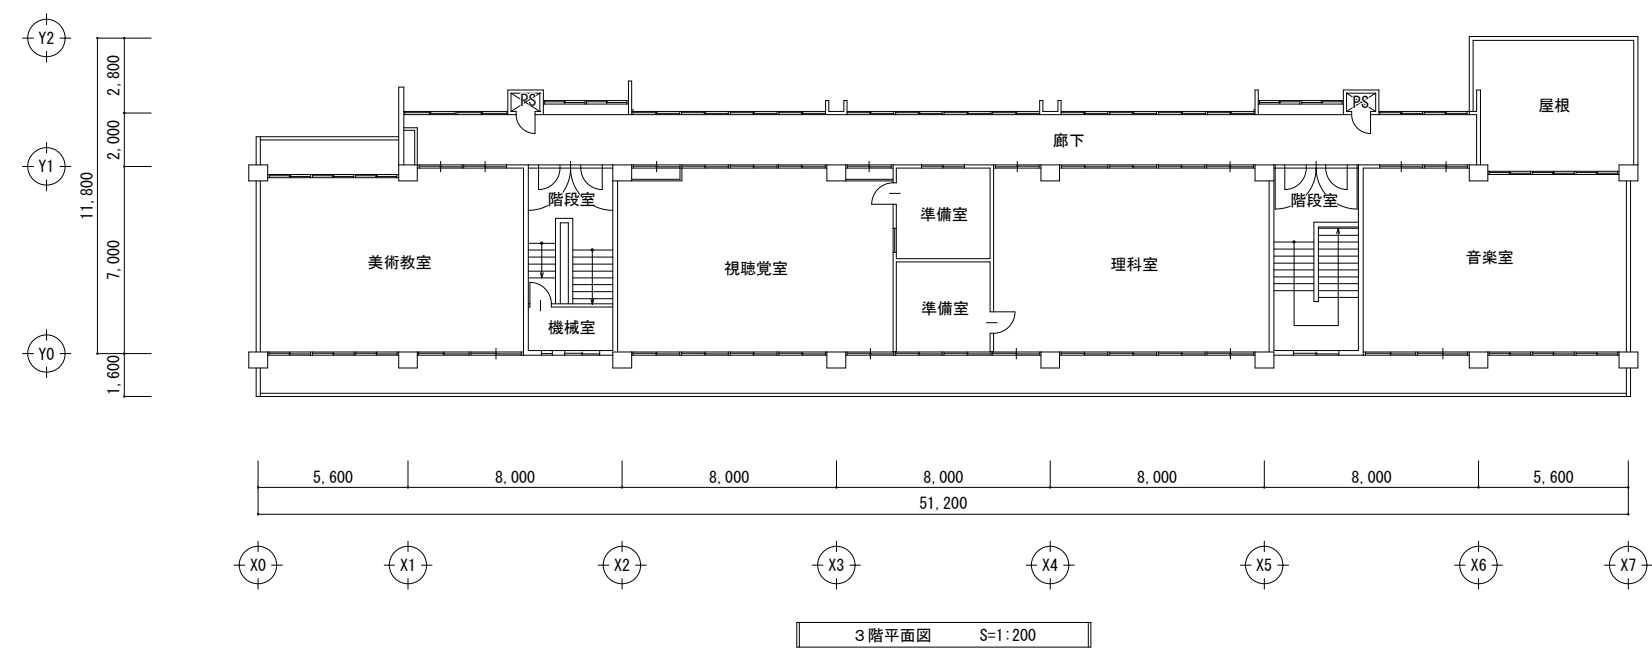 Y2
2,800
PS
PS
屋根
2,000
廊下
Y1
11,800
階段室
階段室
準備室
7,000
美術教室
視聴覚室
理科室
音楽室
準備室
機械室
Y0
1,600
5,600
8,000
8,000
8,000
8,000
8,000
5,600
51,200
X0
X1
X2
X3
X4
X5
X6
X7
3階平面図 S=1:200